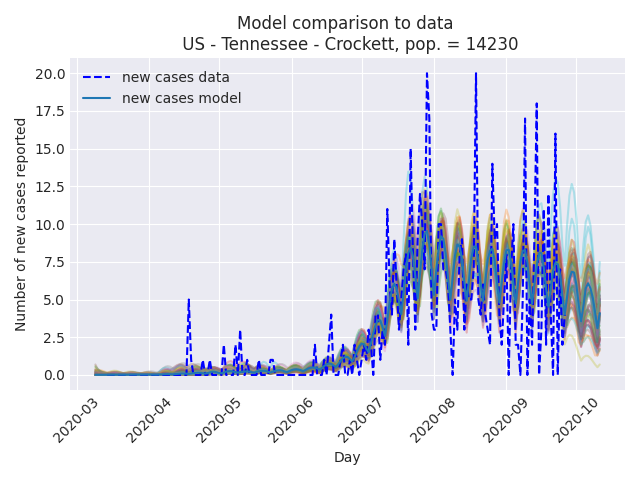 Model comparison to data
US - Tennessee - Crockett, pop. = 14230
new cases data
new cases model
Number of new cases reported
20.0
17.5
15.0
12.5
10.0
7.5
5.0
2.5
0.0
2020-03
2020-04
2020-05
2020-06
2020-07
2020-08
2020-09
2020-10
Day